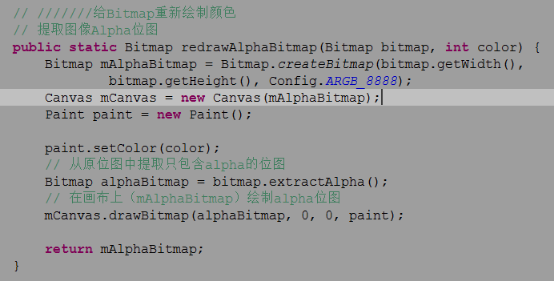 // ///////给Bitmap重新绘制颜色
// 提取图像Alpha位图
public static Bitmap redrawAlphaBitmap(Bitmap bitmap, int color) {
Bitmap mAlphaBitmap = Bitmap.createBitmap(bitmap.getWidth(),
bitmap.getHeight(), Config.ARGB_8888);
Canvas mCanvas = new Canvas(mAlphaBitmap);
Paint paint = new Paint();
paint.setColor(color);
// 从原位图中提取只包含alpha的位图
Bitmap alphaBitmap = bitmap.extractAlpha();
// 在画布上（mAlphaBitmap）绘制alpha位图
mCanvas.drawBitmap(alphaBitmap, 0, 0, paint);
return mAlphaBitmap;
}